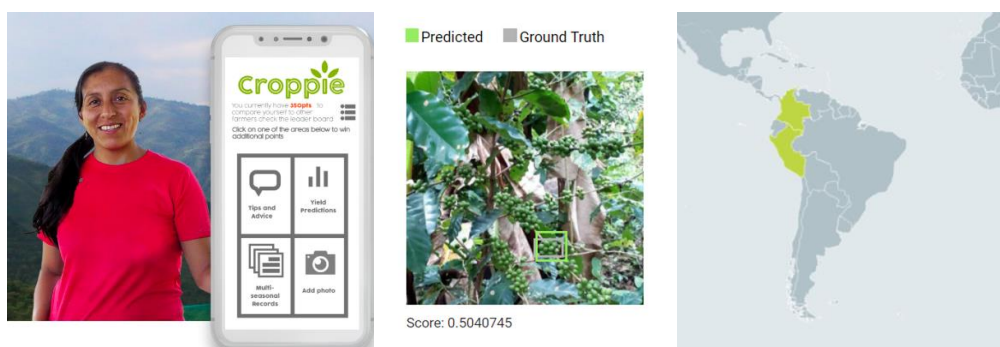 Croppie
You currently have 350pts to
compare yourself to other
farmers check the leader board
Click on one of the areas below to win
additional points
Tips and
Advice
Yield
Predictions
Multi-
seasonal
Records
Add photo
Predicted
Ground Truth
Score: 0.5040745